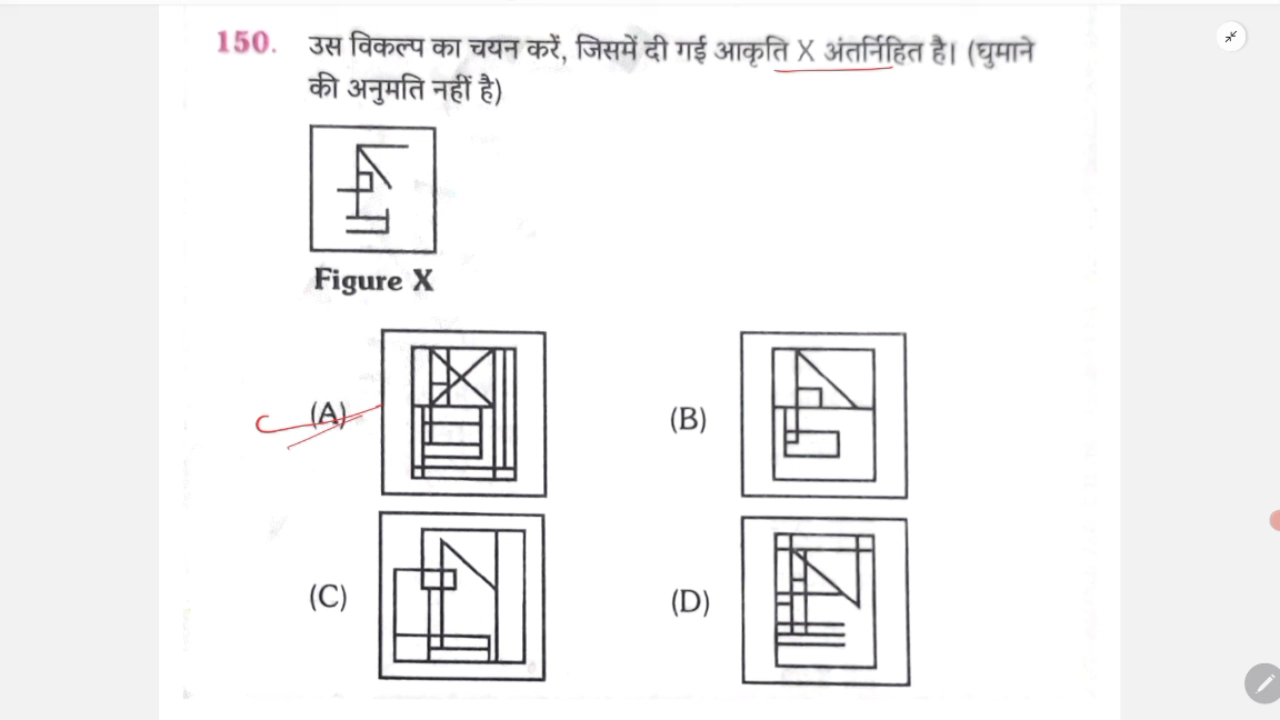 150. उस विकल्प का चयन करें, जिसमें दी गई आकृति X अंतर्निहित है। (घुमाने
की अनुमति नहीं है)
Figure X
(A)
(B)
(C)
(D)